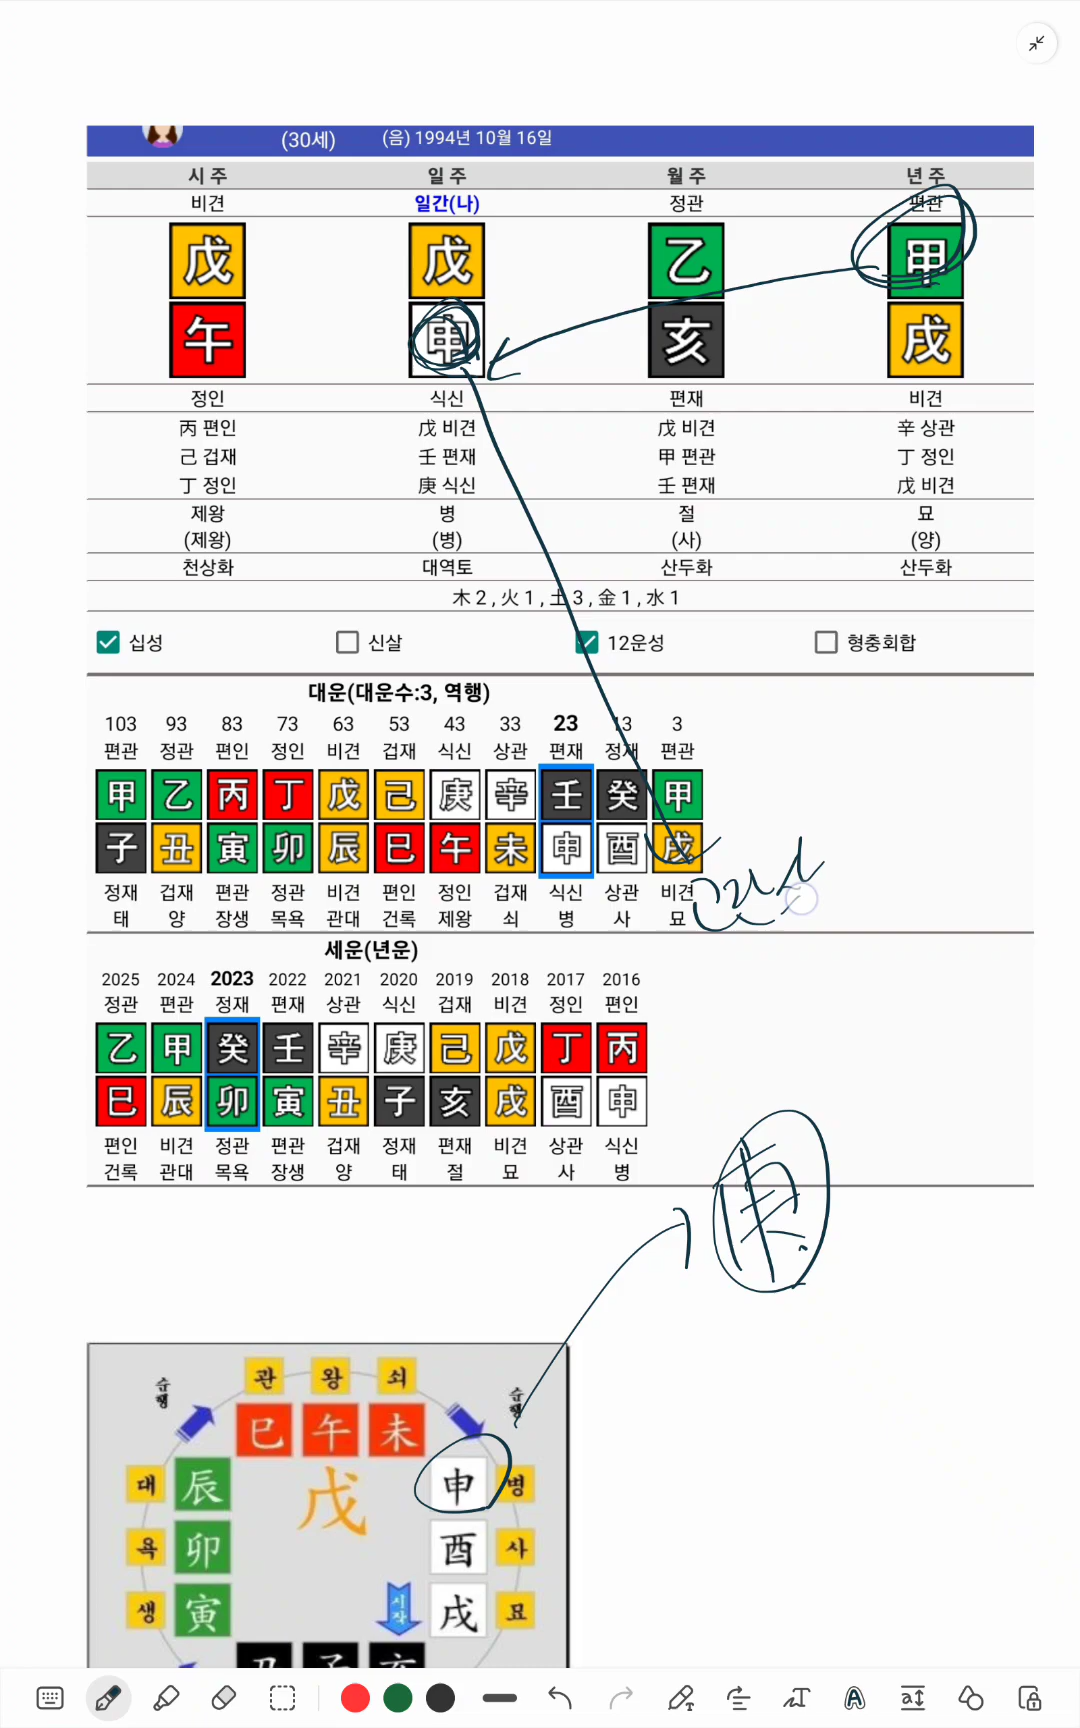 (30세) (음) 1994년 10월 16일
시 주 일 주 월 주 년 주
비견 일간(나) 정관 편관
戊 戊 乙 甲
午 申 亥 戌
정인 식신 편재 비견
丙 편인 戊 비견 戊 비견 辛 상관
己 겁재 壬 편재 甲 편관 丁 정인
丁 정인 庚 식신 壬 편재 戊 비견
제왕 병 절 묘
(제왕) (병) (사) (양)
천상화 대역토 산두화 산두화
木 2 , 火 1 , 土 3 , 金 1 , 水 1
십성 신살 12운성 형충회합
대운(대운수:3, 역행)
103 93 83 73 63 53 43 33 23 13 3
편관 정관 편인 정인 비견 겁재 식신 상관 편재 정재 편관
甲 乙 丙 丁 戊 己 庚 辛 壬 癸 甲
子 丑 寅 卯 辰 巳 午 未 申 酉 戌
정재 겁재 편관 정관 비견 편인 정인 겁재 식신 상관 비견
태 양 장생 목욕 관대 건록 제왕 쇠 병 사 묘
세운(년운)
2025 2024 2023 2022 2021 2020 2019 2018 2017 2016
정관 편관 정재 편재 상관 식신 겁재 비견 정인 편인
乙 甲 癸 壬 辛 庚 己 戊 丁 丙
巳 辰 卯 寅 丑 子 亥 戌 酉 申
편인 비견 정관 편관 겁재 정재 편재 비견 상관 식신
건록 관대 목욕 장생 양 태 절 묘 사 병
관 왕 쇠
순행 순행
巳 午 未
대 辰 戊 申 병
욕 卯 酉 사
생 寅 시작 戌 묘
丑 子 亥